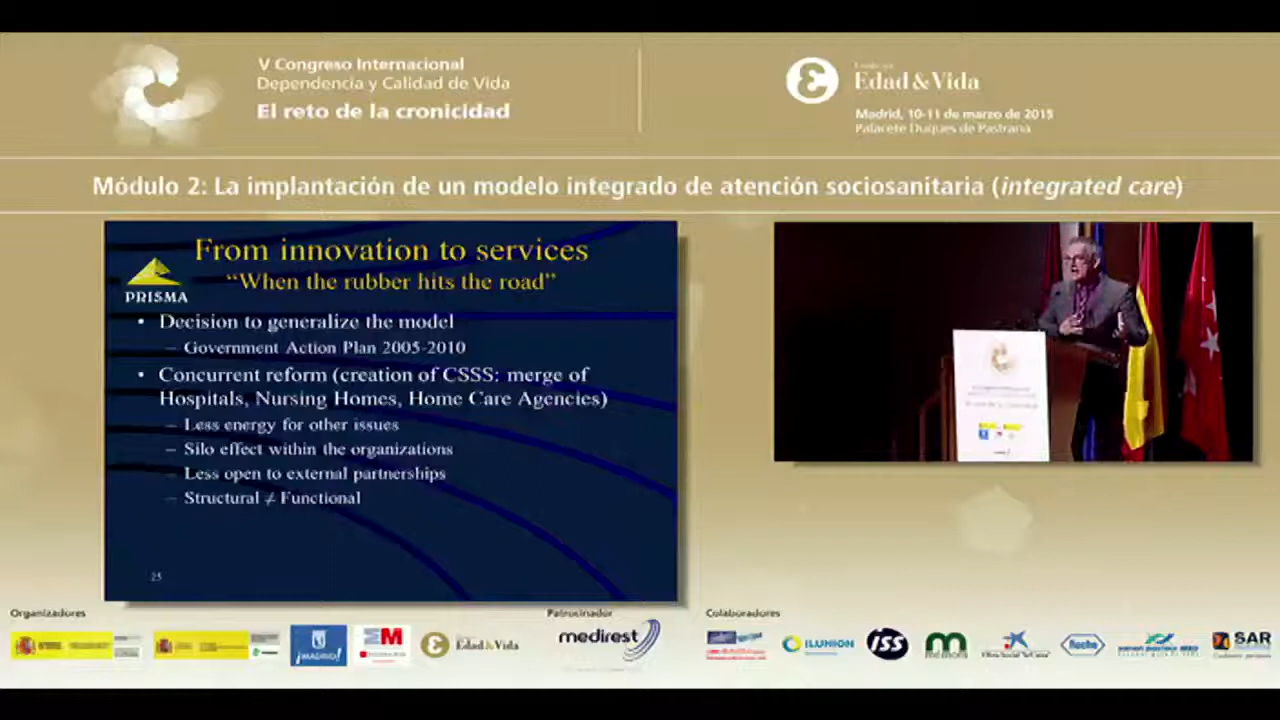 V Congreso Internacional
Dependencia y Calidad de Vida
El reto de la cronicidad
Edad & Vida
Madrid, 10-11 de marzo de 2015
Palacete Duques de Pastrana
Módulo 2: La implantación de un modelo integrado de atención sociosanitaria (integrated care)
From innovation to services
"When the rubber hits the road"
PRISMA
• Decision to generalize the model
– Government Action Plan 2005-2010
• Concurrent reform (creation of CSSS: merge of
Hospitals, Nursing Homes, Home Care Agencies)
– Less energy for other issues
– Silo effect within the organizations
– Less open to external partnerships
– Structural ≠ Functional
25
Organizadores
Patrocinador
Colaboradores
¡MADRID!
M
Edad & Vida
medirest
ILUNION
iss
Roche
SAR